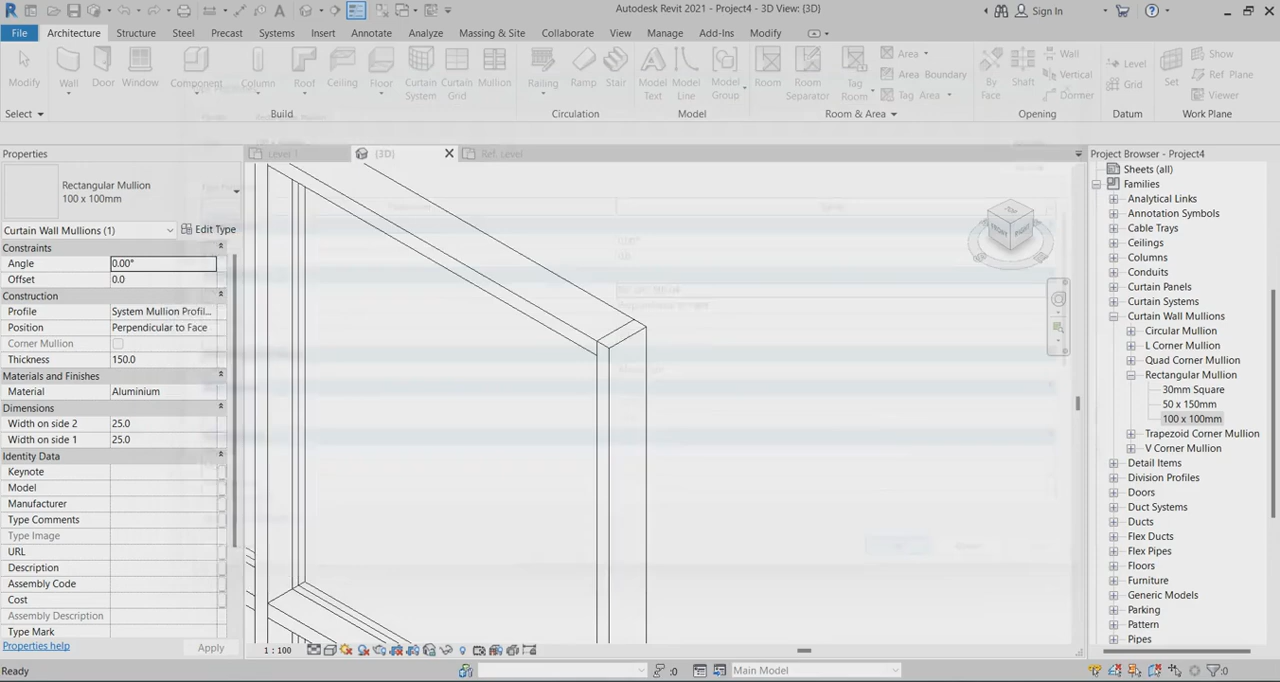 Autodesk Revit 2021 - Project4 - 3D View: {3D}
Sign In
File Architecture Structure Steel Precast Systems Insert Annotate Analyze Massing & Site Collaborate View Manage Add-Ins Modify
Modify Wall Door Window Component Column Roof Ceiling Floor Curtain System Curtain Grid Mullion Railing Ramp Stair Model Text Model Line Model Group Room Room Separator Tag Room Area Area Boundary Tag Area By Face Shaft Wall Vertical Dormer Level Grid Set Show Ref Plane Viewer
Select Build Circulation Model Room & Area Opening Datum Work Plane
Properties
Level 1
{3D}
Ref. level
Project Browser - Project4
Rectangular Mullion
100 x 100mm
Curtain Wall Mullions (1)
Edit Type
Constraints
Angle 0.00°
Offset 0.0
Construction
Profile System Mullion Profil...
Position Perpendicular to Face
Corner Mullion
Thickness 150.0
Materials and Finishes
Material Aluminium
Dimensions
Width on side 2 25.0
Width on side 1 25.0
Identity Data
Keynote
Model
Manufacturer
Type Comments
Type Image
URL
Description
Assembly Code
Cost
Assembly Description
Type Mark
Properties help
Apply
TOP
FRONT
RIGHT
Sheets (all)
Families
Analytical Links
Annotation Symbols
Cable Trays
Ceilings
Columns
Conduits
Curtain Panels
Curtain Systems
Curtain Wall Mullions
Circular Mullion
L Corner Mullion
Quad Corner Mullion
Rectangular Mullion
30mm Square
50 x 150mm
100 x 100mm
Trapezoid Corner Mullion
V Corner Mullion
Detail Items
Division Profiles
Doors
Duct Systems
Ducts
Flex Ducts
Flex Pipes
Floors
Furniture
Generic Models
Parking
Pattern
Pipes
1 : 100
Ready
:0
Main Model
:0